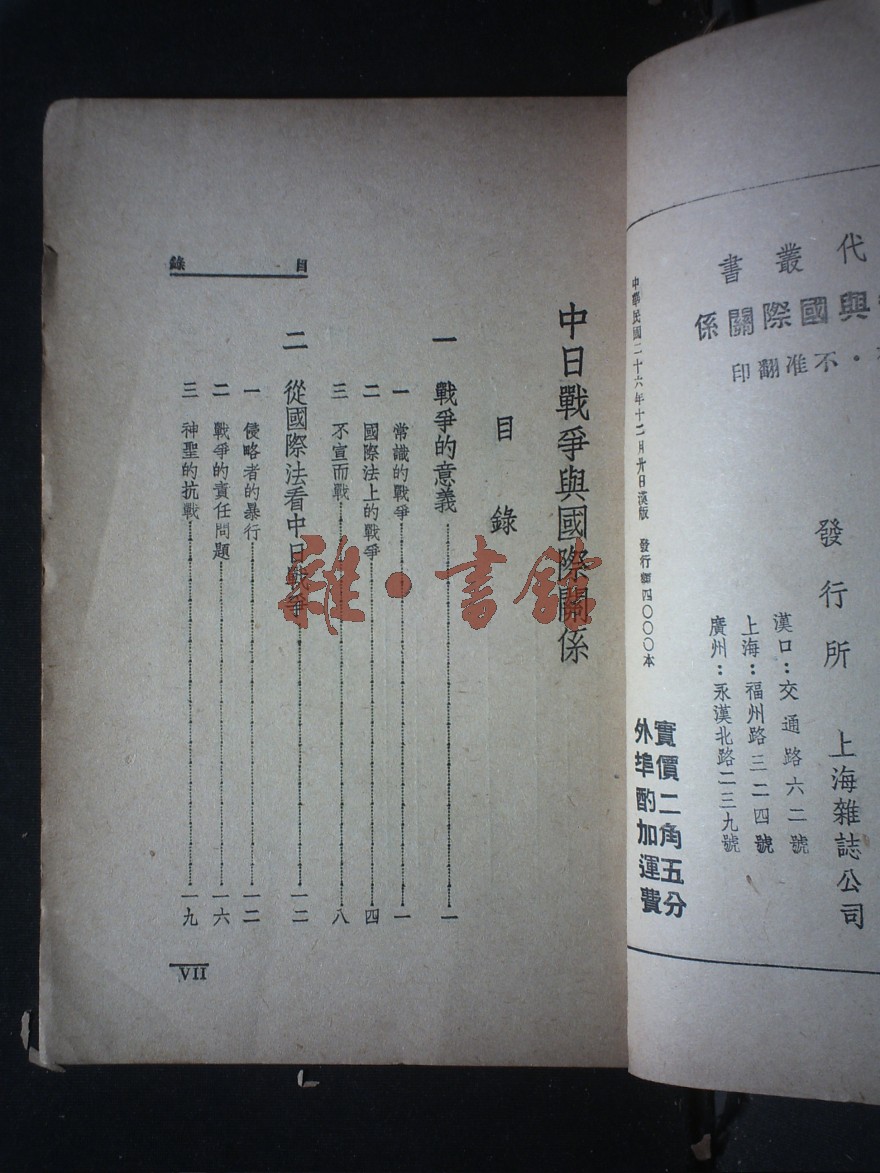 代叢書
與國際關係
不准翻印
發行所 上海雜誌公司
漢口：交通路六二號
上海：福州路三二四號
廣州：永漢北路二三九號
實價二角五分
外埠酌加運費
中華民國二十六年十二月廿日漢版 發行額四〇〇〇本
目錄
中日戰爭與國際關係
目錄
一 戰爭的意義 一
一 常識的戰爭 一
二 國際法上的戰爭 四
三 不宣而戰 八
二 從國際法看中日戰爭 一二
一 侵略者的暴行 一二
二 戰爭的責任問題 一六
三 神聖的抗戰 一九
VII
雜·書館